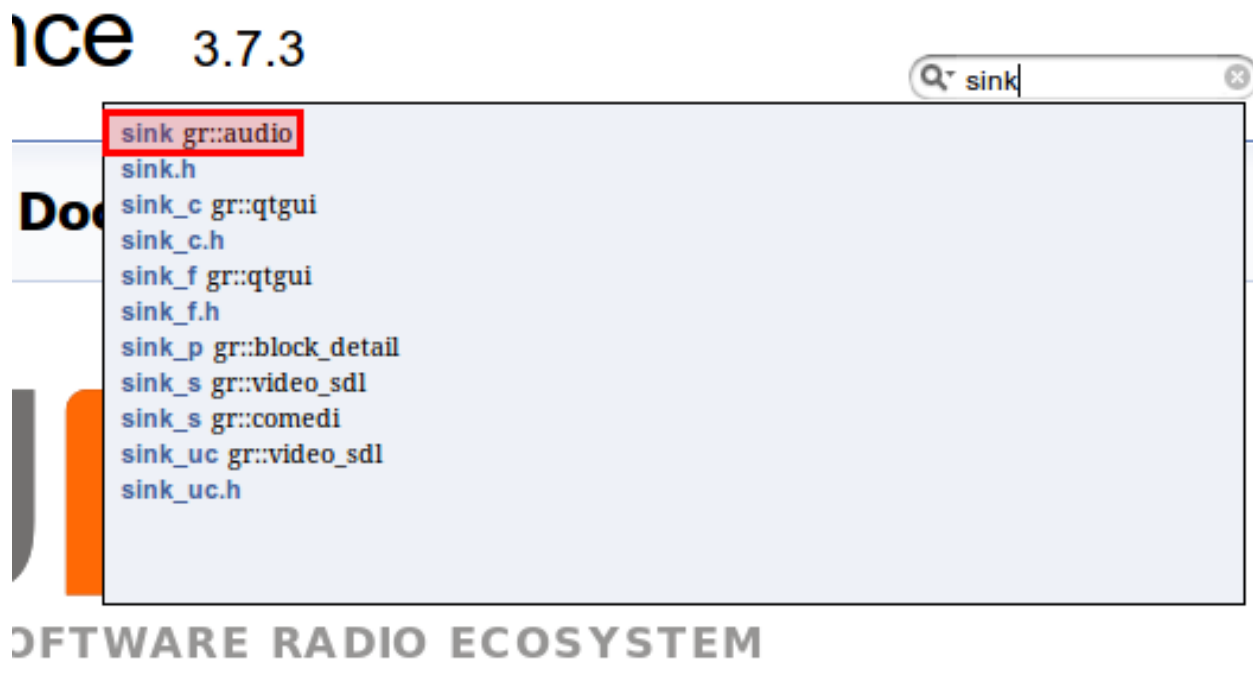 nce 3.7.3
sink
sink gr::audio
sink.h
Doc
sink_c gr::qtgui
sink_c.h
sink_f gr::qtgui
sink_f.h
sink_p gr::block_detail
sink_s gr::video_sdl
sink_s gr::comedi
sink_uc gr::video_sdl
sink_uc.h
OFTWARE RADIO ECOSYSTEM